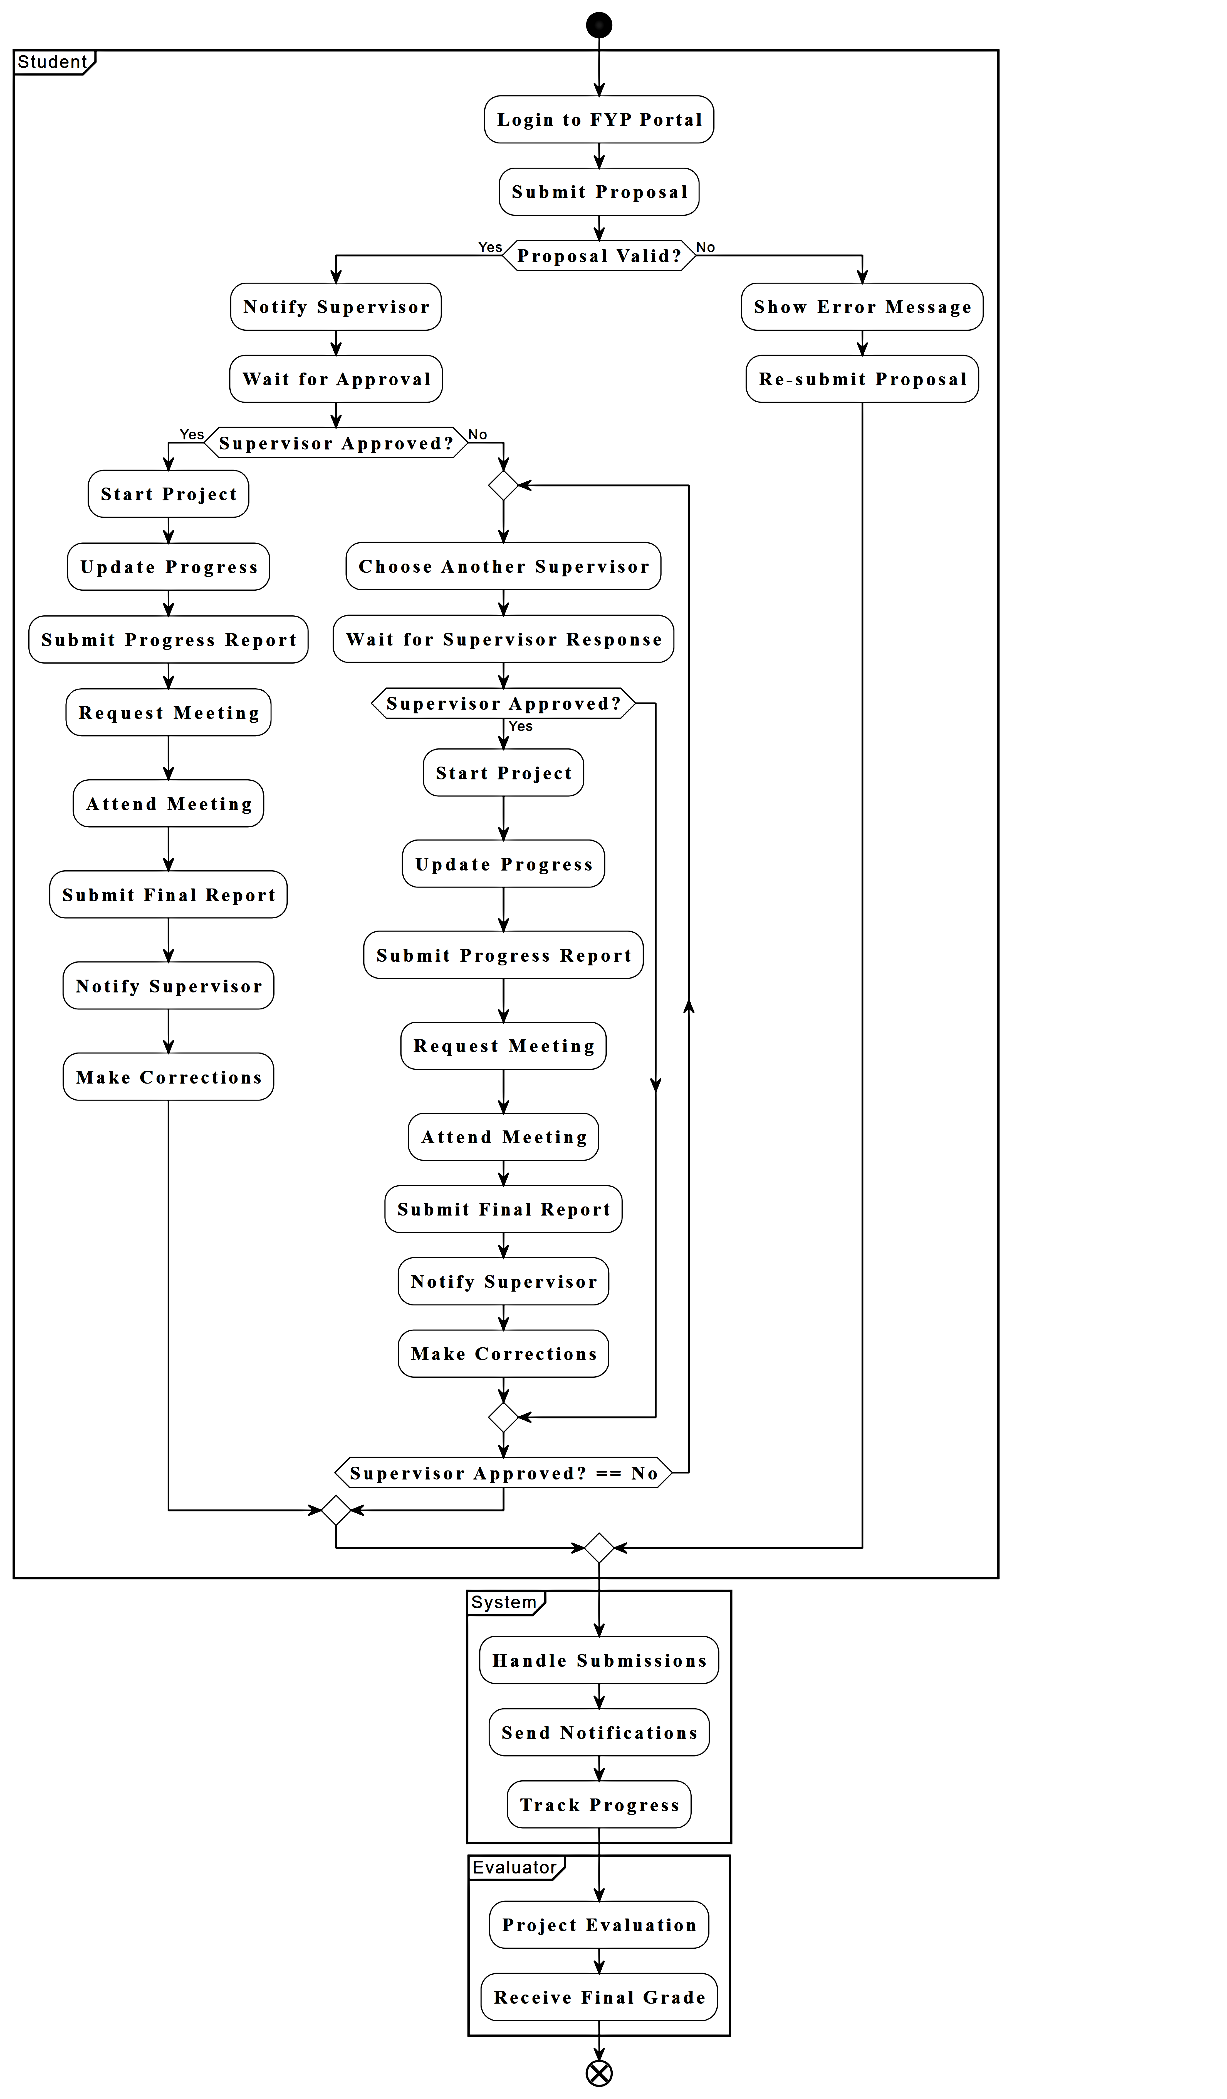 Student
Login to FYP Portal
Submit Proposal
Yes
Proposal Valid?
No
Notify Supervisor
Show Error Message
Wait for Approval
Re-submit Proposal
Yes
Supervisor Approved?
No
Start Project
Update Progress
Submit Progress Report
Request Meeting
Attend Meeting
Submit Final Report
Notify Supervisor
Make Corrections
Choose Another Supervisor
Wait for Supervisor Response
Supervisor Approved?
Yes
Start Project
Update Progress
Submit Progress Report
Request Meeting
Attend Meeting
Submit Final Report
Notify Supervisor
Make Corrections
Supervisor Approved? == No
System
Handle Submissions
Send Notifications
Track Progress
Evaluator
Project Evaluation
Receive Final Grade